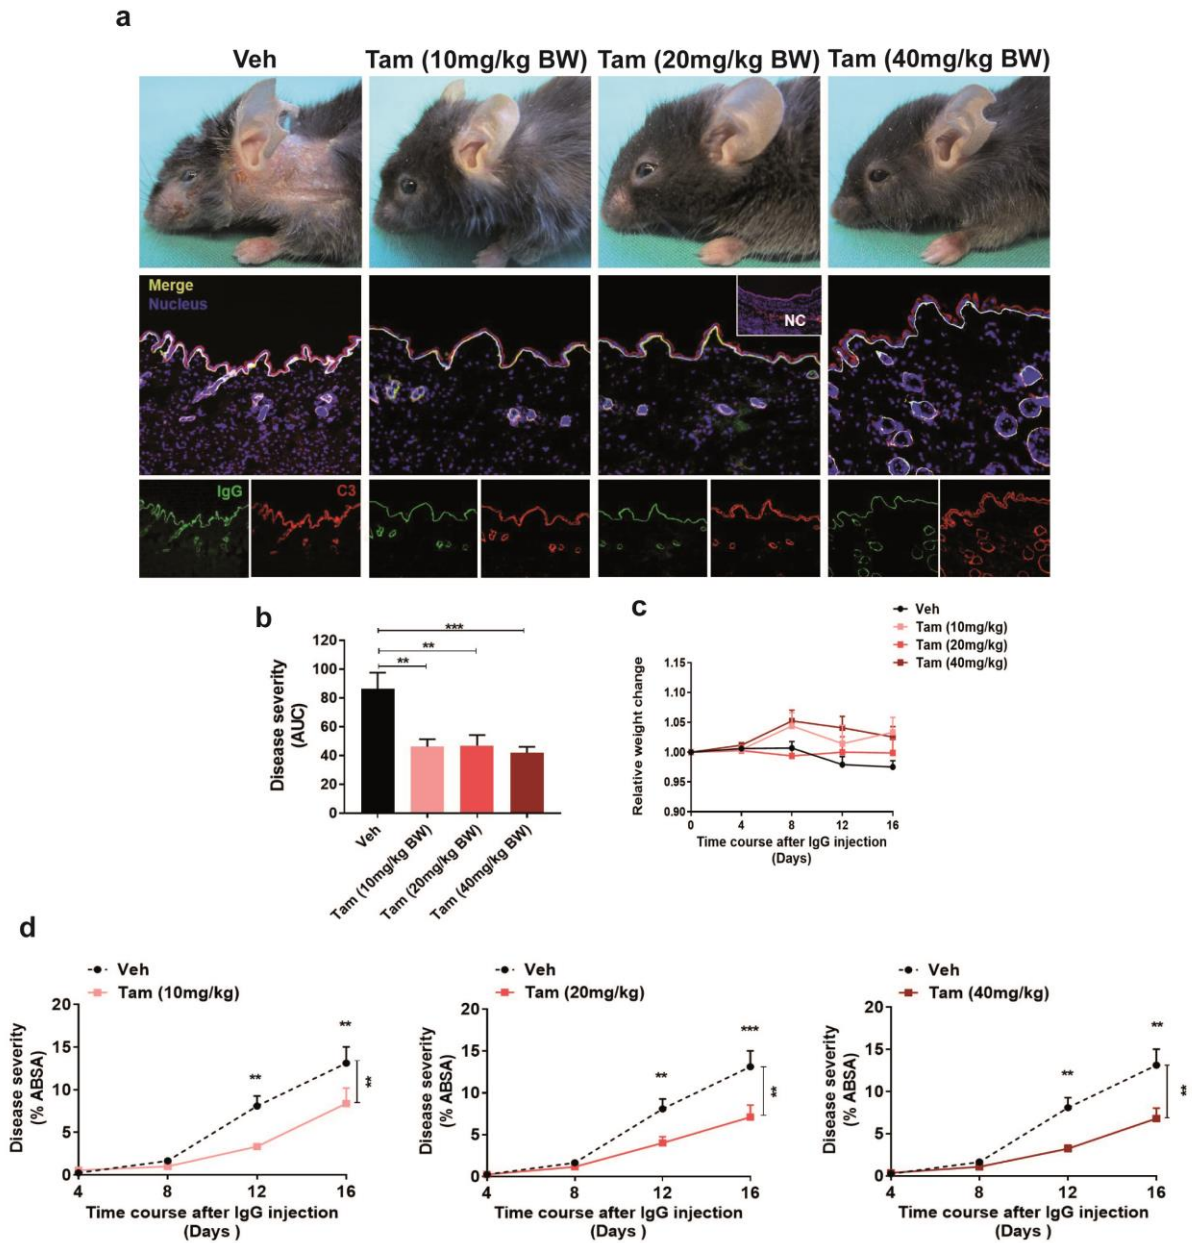 a
Veh
Tam (10mg/kg BW)
Tam (20mg/kg BW)
Tam (40mg/kg BW)
Merge
Nucleus
NC
IgG
C3
b
***
**
**
120
100
80
60
40
20
0
Disease severity
(AUC)
Veh
Tam (10mg/kg BW)
Tam (20mg/kg BW)
Tam (40mg/kg BW)
c
Veh
Tam (10mg/kg)
Tam (20mg/kg)
Tam (40mg/kg)
1.15
1.10
1.05
1.00
0.95
0.90
Relative weight change
0 4 8 12 16
Time course after IgG injection
(Days)
d
Veh
Tam (10mg/kg)
20
15
10
5
0
Disease severity
(% ABSA)
**
**
**
4 8 12 16
Time course after IgG injection
(Days )
Veh
Tam (20mg/kg)
20
15
10
5
0
Disease severity
(% ABSA)
**
***
**
4 8 12 16
Time course after IgG injection
(Days )
Veh
Tam (40mg/kg)
20
15
10
5
0
Disease severity
(% ABSA)
**
**
**
4 8 12 16
Time course after IgG injection
(Days )